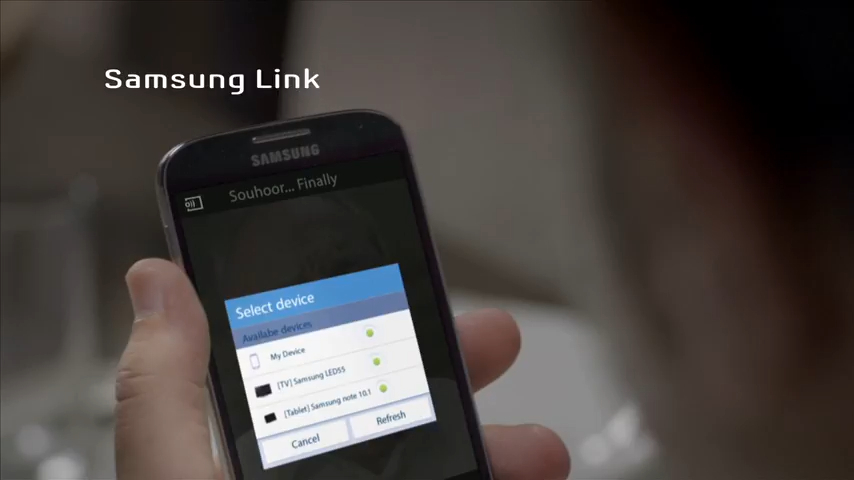 Samsung Link
SAMSUNG
Souhoor... Finally
Select device
Availabe devices
My Device
[TV] Samsung LED55
[Tablet] Samsung note 10.1
Cancel
Refresh